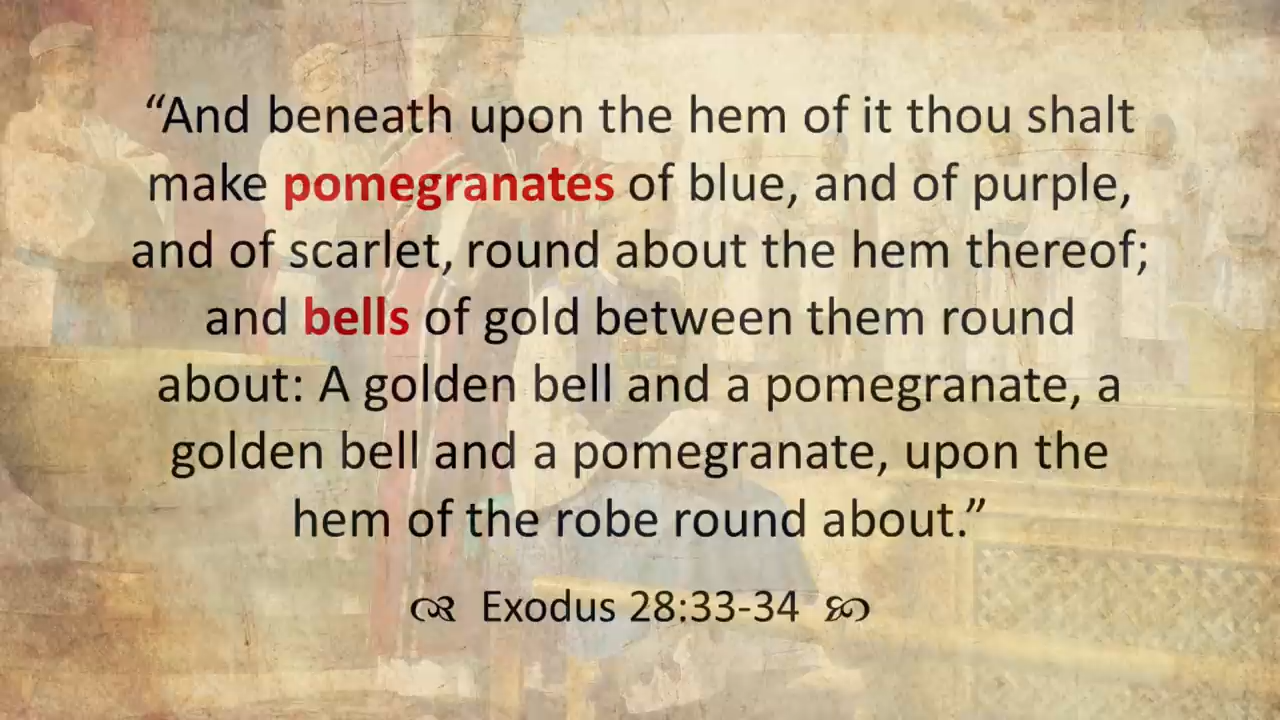 “And beneath upon the hem of it thou shalt
make pomegranates of blue, and of purple,
and of scarlet, round about the hem thereof;
and bells of gold between them round
about: A golden bell and a pomegranate, a
golden bell and a pomegranate, upon the
hem of the robe round about.”
Exodus 28:33-34